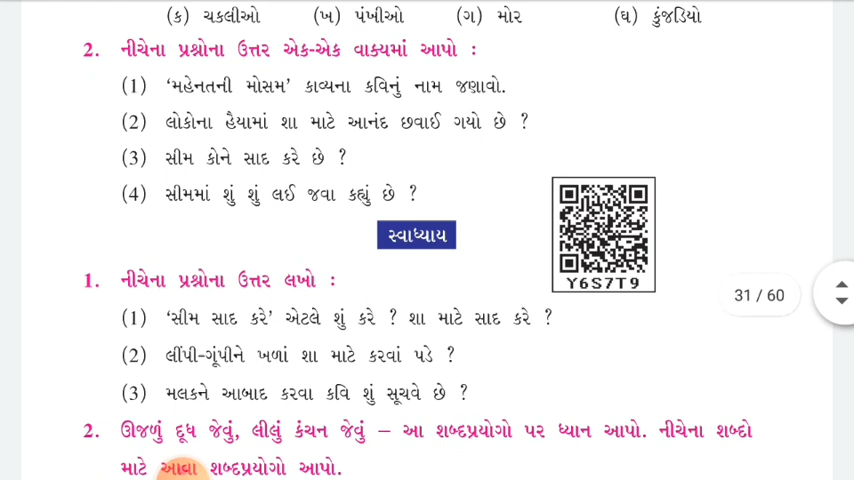 (ક) ચકલીઓ (ખ) પંખીઓ (ગ) મોર (ઘ) કુંજડિયો
2. નીચેના પ્રશ્નોના ઉત્તર એક-એક વાક્યમાં આપો :
(1) ‘મહેનતની મોસમ’ કાવ્યના કવિનું નામ જણાવો.
(2) લોકોના હૈયામાં શા માટે આનંદ છવાઈ ગયો છે ?
(3) સીમ કોને સાદ કરે છે ?
(4) સીમમાં શું શું લઈ જવા કહ્યું છે ?
સ્વાધ્યાય
Y6S7T9
31 / 60
1. નીચેના પ્રશ્નોના ઉત્તર લખો :
(1) ‘સીમ સાદ કરે’ એટલે શું કરે ? શા માટે સાદ કરે ?
(2) લીંપી-ગૂંપીને ખળાં શા માટે કરવાં પડે ?
(3) મલકને આબાદ કરવા કવિ શું સૂચવે છે ?
2. ઊજળું દૂધ જેવું, લીલું કંચન જેવું – આ શબ્દપ્રયોગો પર ધ્યાન આપો. નીચેના શબ્દો
માટે આવા શબ્દપ્રયોગો આપો.